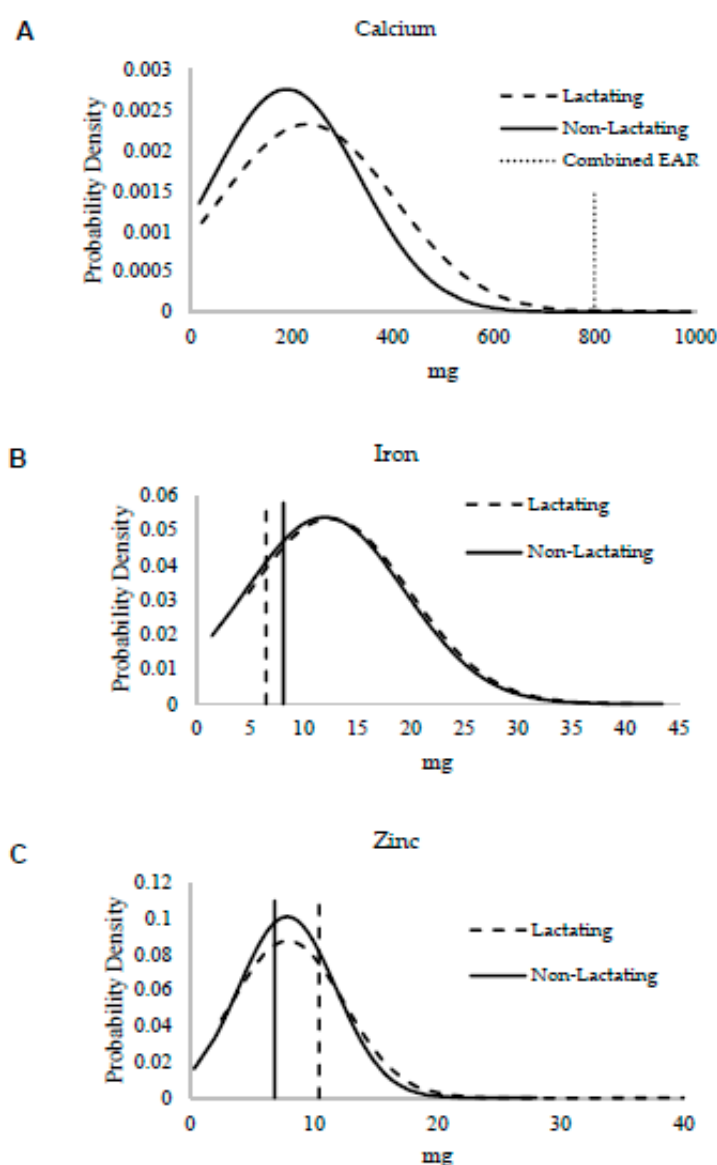 A
Calcium
0.003
0.0025
0.002
0.0015
0.001
0.0005
0
Probability Density
Lactating
Non-Lactating
Combined EAR
0 200 400 600 800 1000
mg
B
Iron
0.06
0.05
0.04
0.03
0.02
0.01
0
Probability Density
Lactating
Non-Lactating
0 5 10 15 20 25 30 35 40 45
mg
C
Zinc
0.12
0.1
0.08
0.06
0.04
0.02
0
Probability Density
Lactating
Non-Lactating
0 10 20 30 40
mg